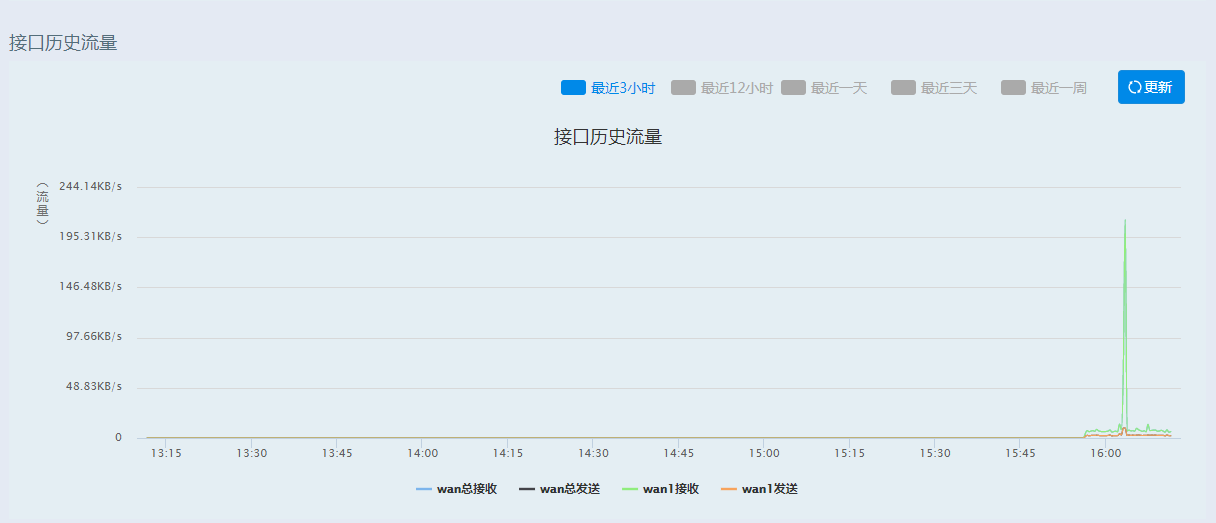 接口历史流量
最近3小时 最近12小时 最近一天 最近三天 最近一周 更新
接口历史流量
（流量）
244.14KB/s
195.31KB/s
146.48KB/s
97.66KB/s
48.83KB/s
0
13:15 13:30 13:45 14:00 14:15 14:30 14:45 15:00 15:15 15:30 15:45 16:00
wan总接收 wan总发送 wan1接收 wan1发送